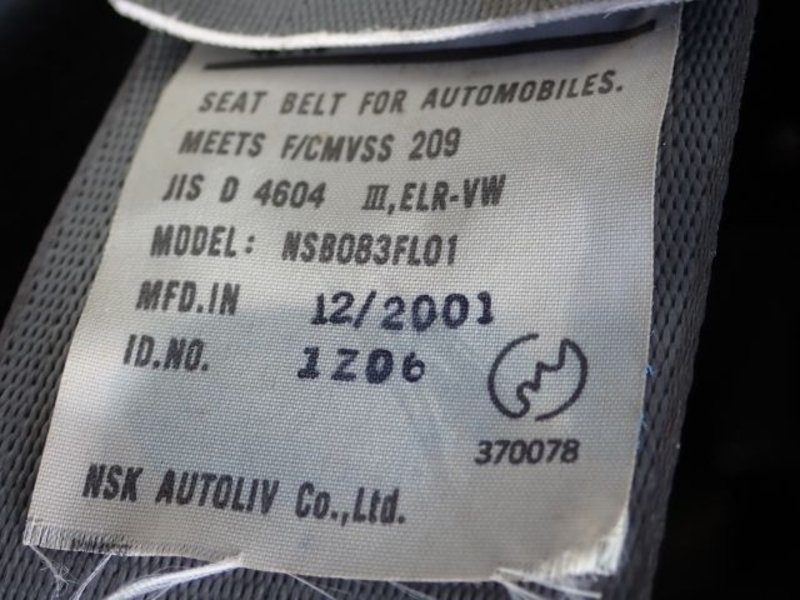 SEAT BELT FOR AUTOMOBILES.
MEETS F/CMVSS 209
JIS D 4604 III,ELR-VW
MODEL: NSB083FL01
MFD.IN 12/2001
ID.NO. 1Z06
370078
NSK AUTOLIV Co.,Ltd.